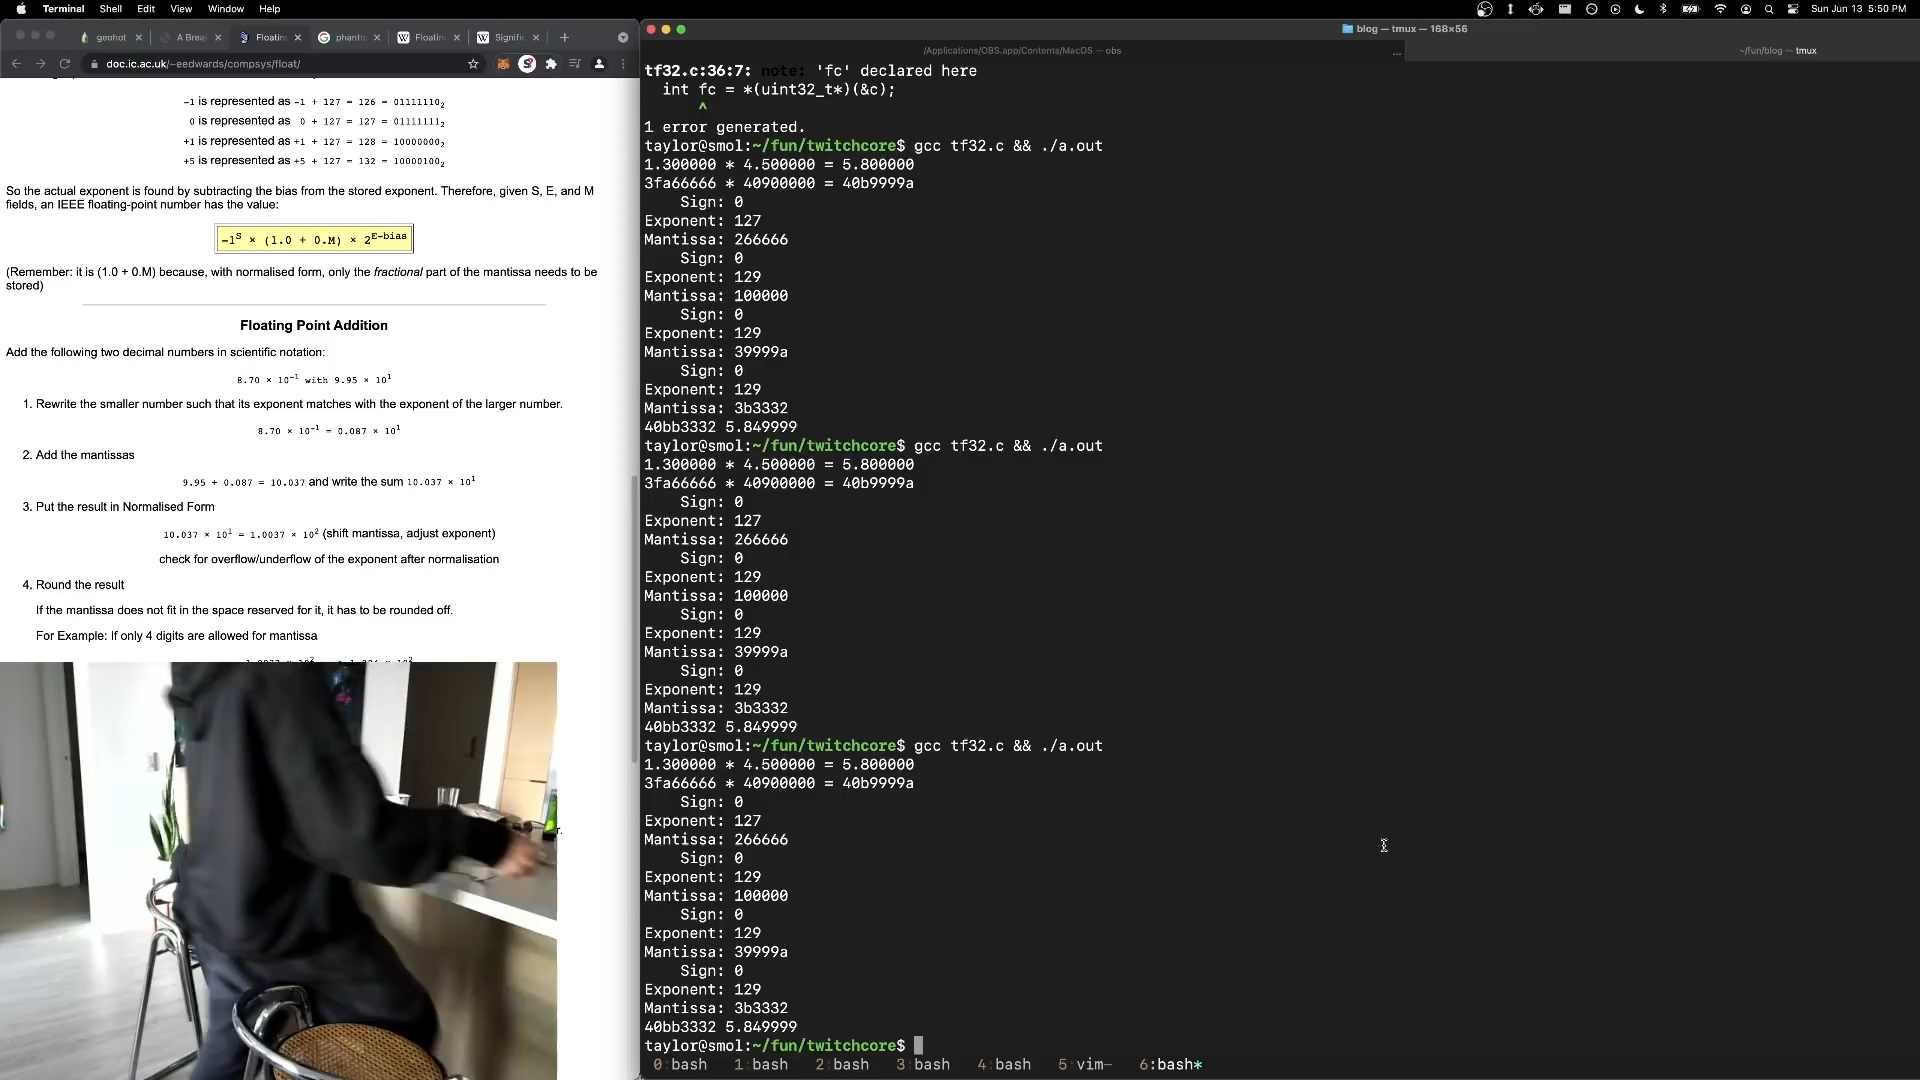 Terminal Shell Edit View Window Help
Sun Jun 13 5:50 PM
geohot
A Brea
Floatin
phanto
Floatin
Signific
doc.ic.ac.uk/~eedwards/compsys/float/
-1 is represented as -1 + 127 = 126 = 01111110₂
0 is represented as 0 + 127 = 127 = 01111111₂
+1 is represented as +1 + 127 = 128 = 10000000₂
+5 is represented as +5 + 127 = 132 = 10000100₂
So the actual exponent is found by subtracting the bias from the stored exponent. Therefore, given S, E, and M
fields, an IEEE floating-point number has the value:
-1ˢ × (1.0 + 0.M) × 2ᴱ⁻ᵇⁱᵃˢ
(Remember: it is (1.0 + 0.M) because, with normalised form, only the fractional part of the mantissa needs to be
stored)
Floating Point Addition
Add the following two decimal numbers in scientific notation:
8.70 × 10⁻¹ with 9.95 × 10¹
1. Rewrite the smaller number such that its exponent matches with the exponent of the larger number.
8.70 × 10⁻¹ = 0.087 × 10¹
2. Add the mantissas
9.95 + 0.087 = 10.037 and write the sum 10.037 × 10¹
3. Put the result in Normalised Form
10.037 × 10¹ = 1.0037 × 10² (shift mantissa, adjust exponent)
check for overflow/underflow of the exponent after normalisation
4. Round the result
If the mantissa does not fit in the space reserved for it, it has to be rounded off.
For Example: If only 4 digits are allowed for mantissa
r.
blog — tmux — 168×56
/Applications/OBS.app/Contents/MacOS — obs
...
~/fun/blog — tmux
tf32.c:36:7: note: 'fc' declared here
int fc = *(uint32_t*)(&c);
^
1 error generated.
taylor@smol:~/fun/twitchcore$ gcc tf32.c && ./a.out
1.300000 * 4.500000 = 5.800000
3fa66666 * 40900000 = 40b9999a
Sign: 0
Exponent: 127
Mantissa: 266666
Sign: 0
Exponent: 129
Mantissa: 100000
Sign: 0
Exponent: 129
Mantissa: 39999a
Sign: 0
Exponent: 129
Mantissa: 3b3332
40bb3332 5.849999
taylor@smol:~/fun/twitchcore$ gcc tf32.c && ./a.out
1.300000 * 4.500000 = 5.800000
3fa66666 * 40900000 = 40b9999a
Sign: 0
Exponent: 127
Mantissa: 266666
Sign: 0
Exponent: 129
Mantissa: 100000
Sign: 0
Exponent: 129
Mantissa: 39999a
Sign: 0
Exponent: 129
Mantissa: 3b3332
40bb3332 5.849999
taylor@smol:~/fun/twitchcore$ gcc tf32.c && ./a.out
1.300000 * 4.500000 = 5.800000
3fa66666 * 40900000 = 40b9999a
Sign: 0
Exponent: 127
Mantissa: 266666
Sign: 0
Exponent: 129
Mantissa: 100000
Sign: 0
Exponent: 129
Mantissa: 39999a
Sign: 0
Exponent: 129
Mantissa: 3b3332
40bb3332 5.849999
taylor@smol:~/fun/twitchcore$
0 bash 1 bash 2 bash 3 bash 4 bash 5 vim- 6:bash*